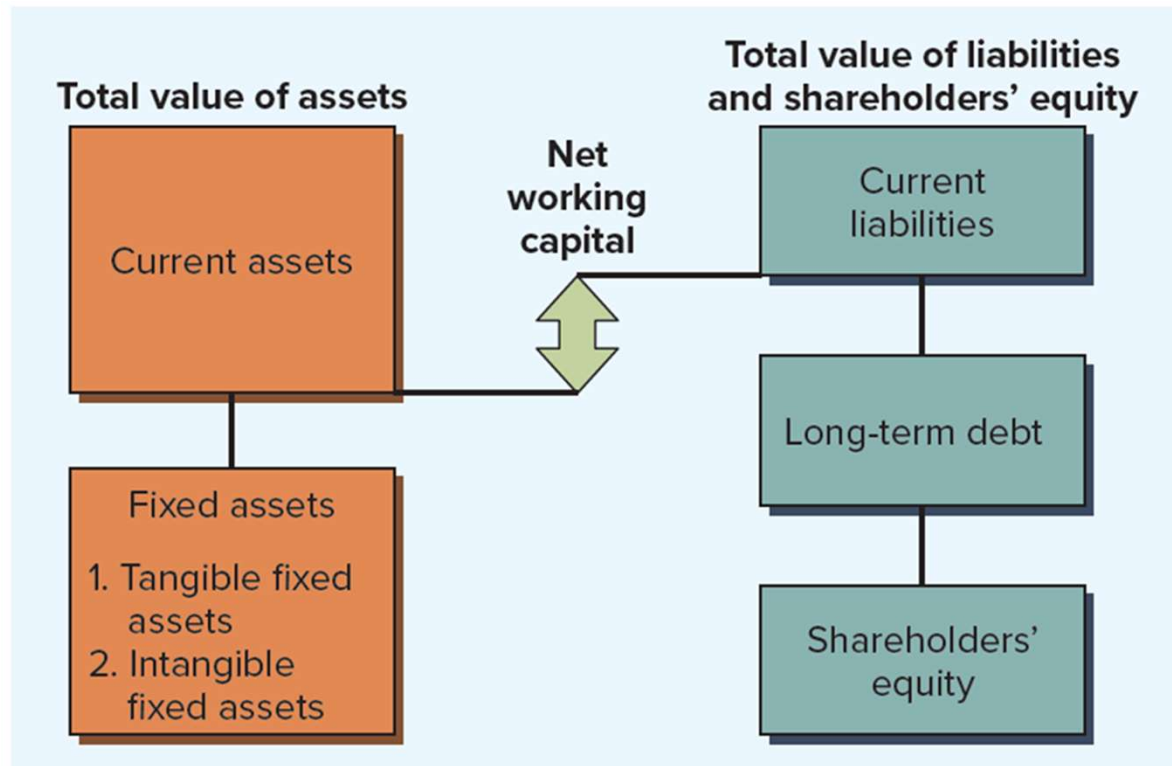 Total value of assets
Current assets
Fixed assets
1. Tangible fixed
assets
2. Intangible
fixed assets
Net
working
capital
Total value of liabilities
and shareholders’ equity
Current
liabilities
Long-term debt
Shareholders’
equity